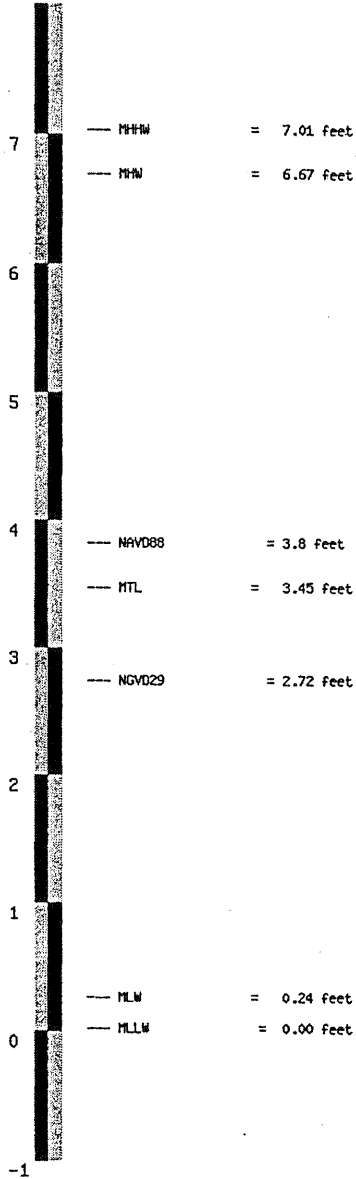 MHHW = 7.01 feet
7
MHW = 6.67 feet
6
5
4
NAVD88 = 3.8 feet
MTL = 3.45 feet
3
NGVD29 = 2.72 feet
2
1
MLW = 0.24 feet
MLLW = 0.00 feet
0
-1